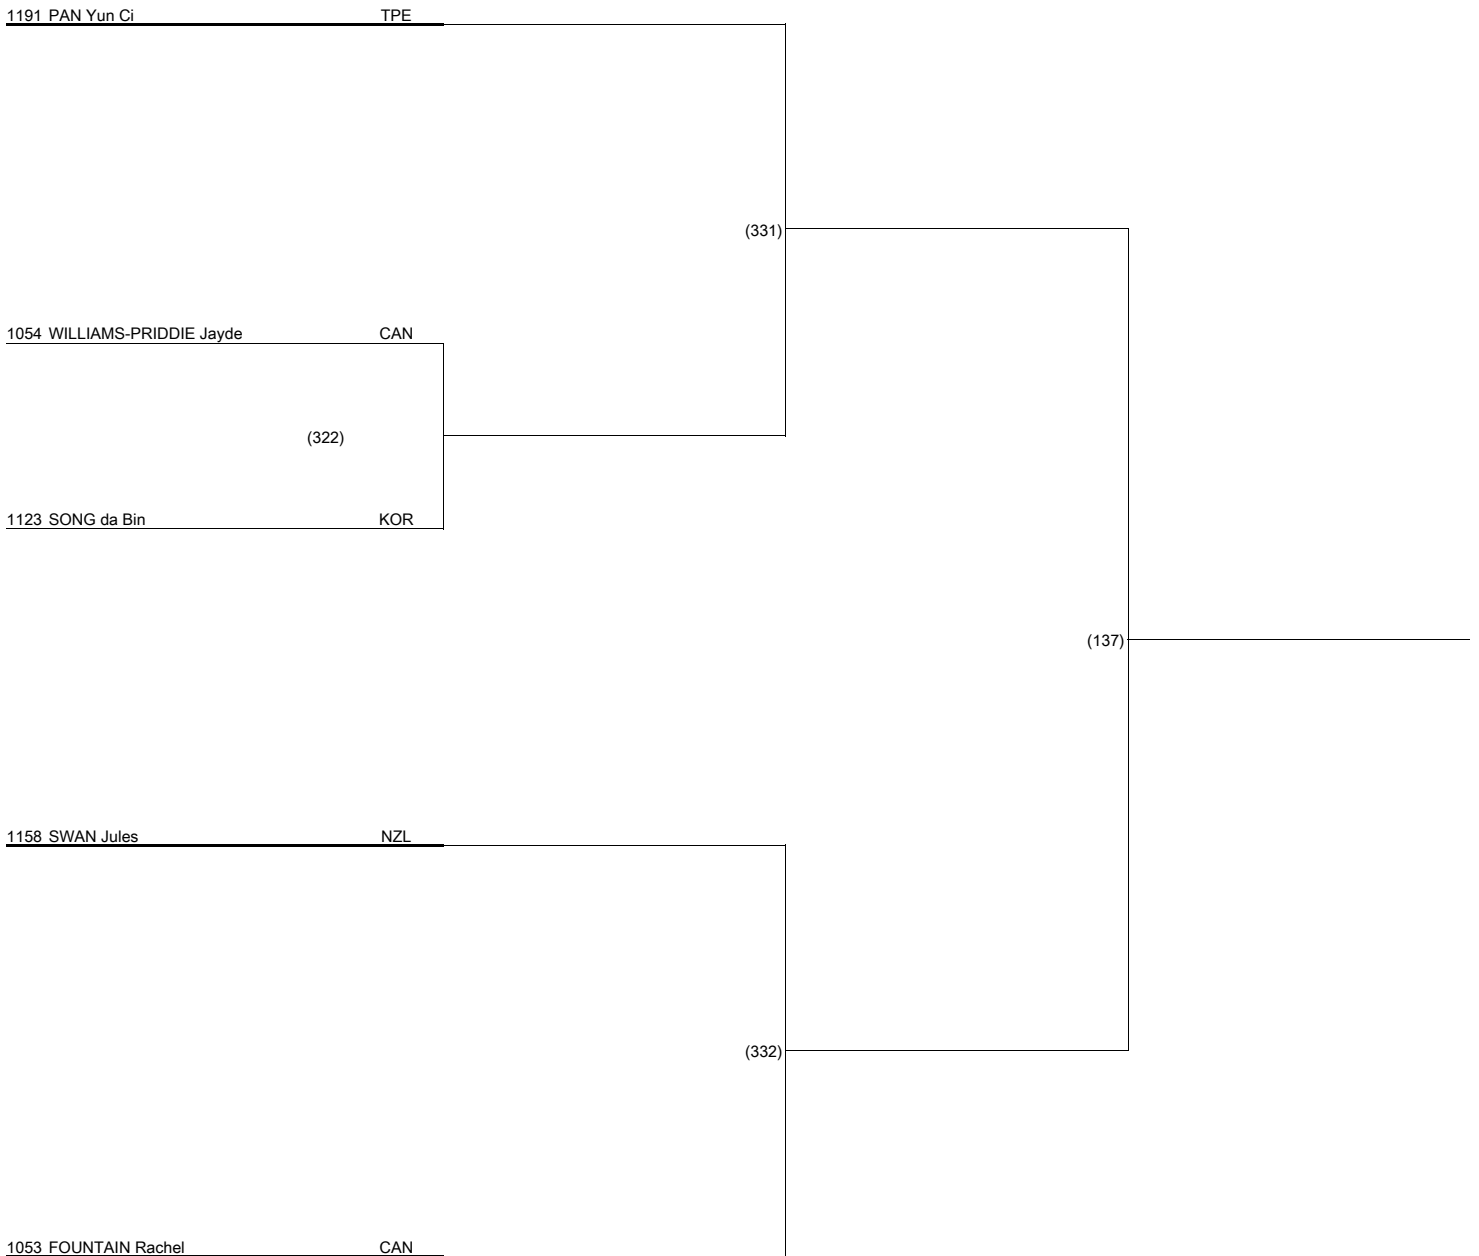 1191 PAN Yun Ci TPE
(331)
1054 WILLIAMS-PRIDDIE Jayde CAN
(322)
1123 SONG da Bin KOR
(137)
1158 SWAN Jules NZL
(332)
1053 FOUNTAIN Rachel CAN